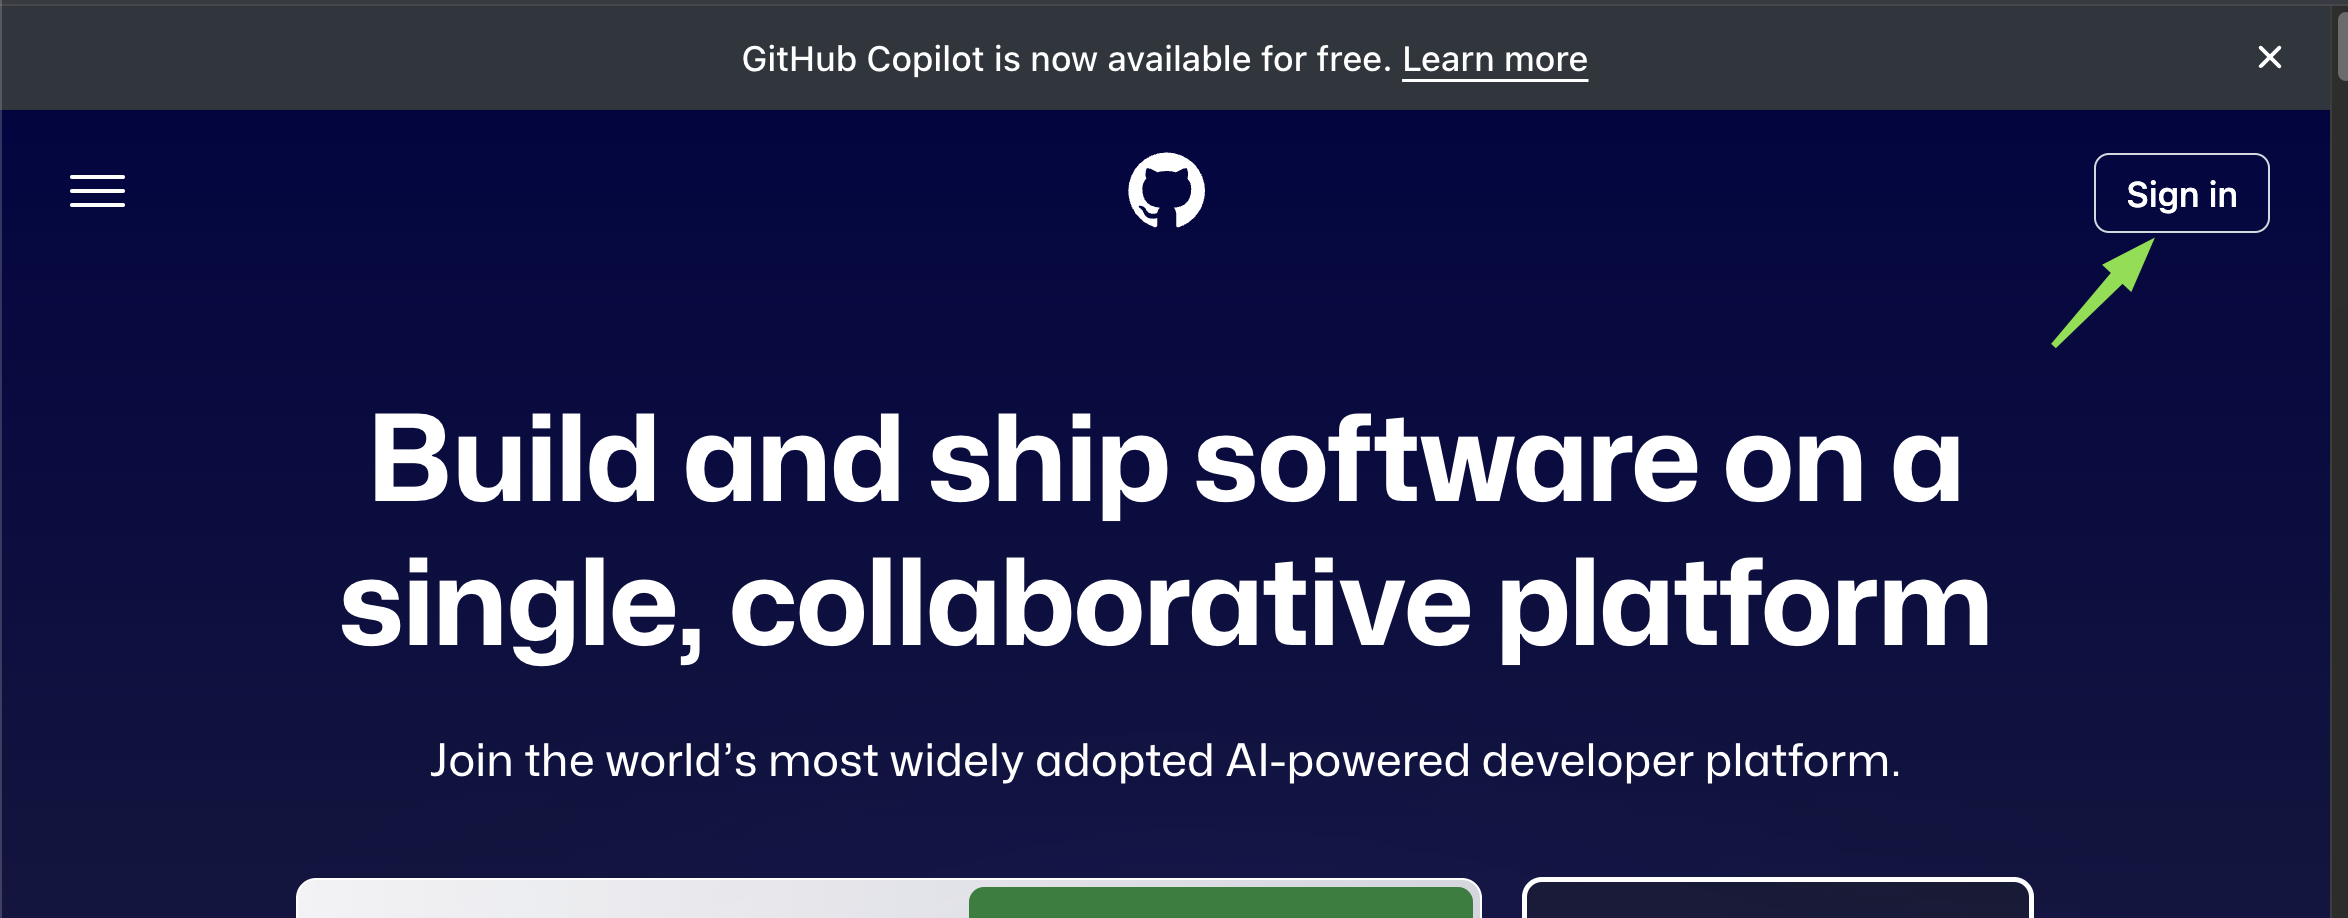 GitHub Copilot is now available for free. Learn more
Sign in
Build and ship software on a
single, collaborative platform
Join the world’s most widely adopted AI-powered developer platform.